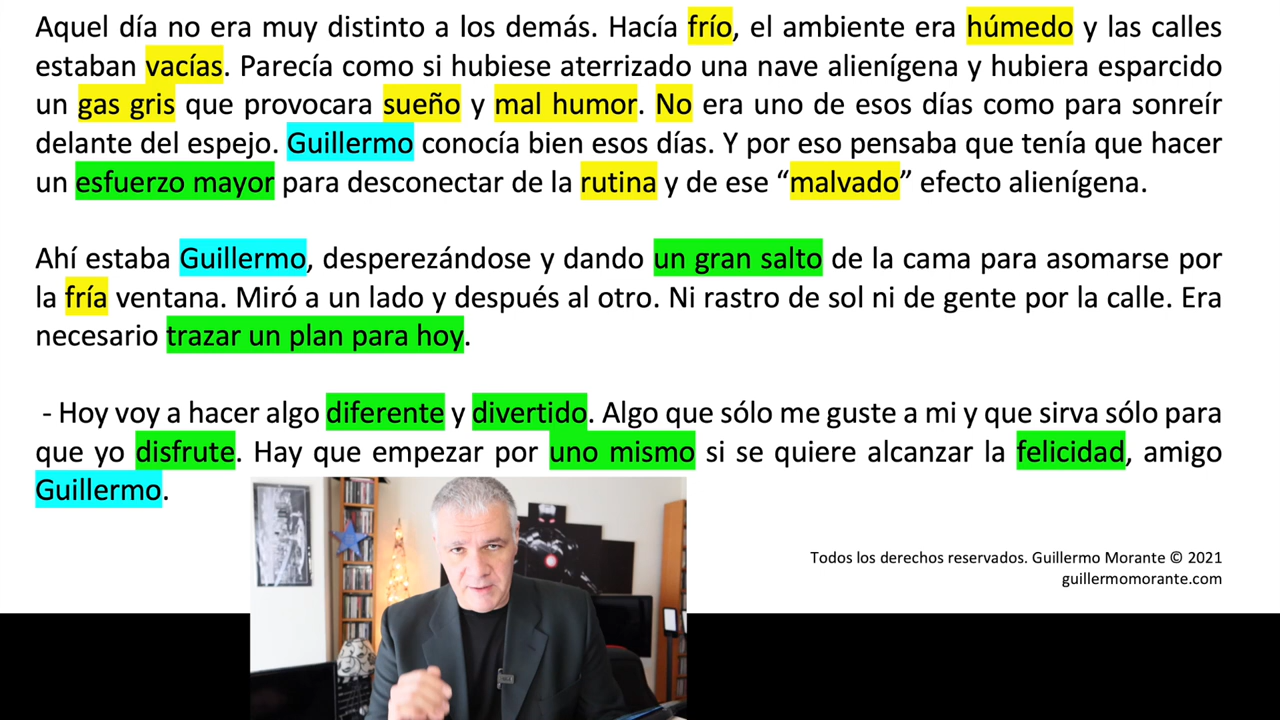 Aquel día no era muy distinto a los demás. Hacía frío, el ambiente era húmedo y las calles
estaban vacías. Parecía como si hubiese aterrizado una nave alienígena y hubiera esparcido
un gas gris que provocara sueño y mal humor. No era uno de esos días como para sonreír
delante del espejo. Guillermo conocía bien esos días. Y por eso pensaba que tenía que hacer
un esfuerzo mayor para desconectar de la rutina y de ese “malvado” efecto alienígena.
Ahí estaba Guillermo, desperezándose y dando un gran salto de la cama para asomarse por
la fría ventana. Miró a un lado y después al otro. Ni rastro de sol ni de gente por la calle. Era
necesario trazar un plan para hoy.
- Hoy voy a hacer algo diferente y divertido. Algo que sólo me guste a mi y que sirva sólo para
que yo disfrute. Hay que empezar por uno mismo si se quiere alcanzar la felicidad, amigo
Guillermo.
Todos los derechos reservados. Guillermo Morante © 2021
guillermomorante.com